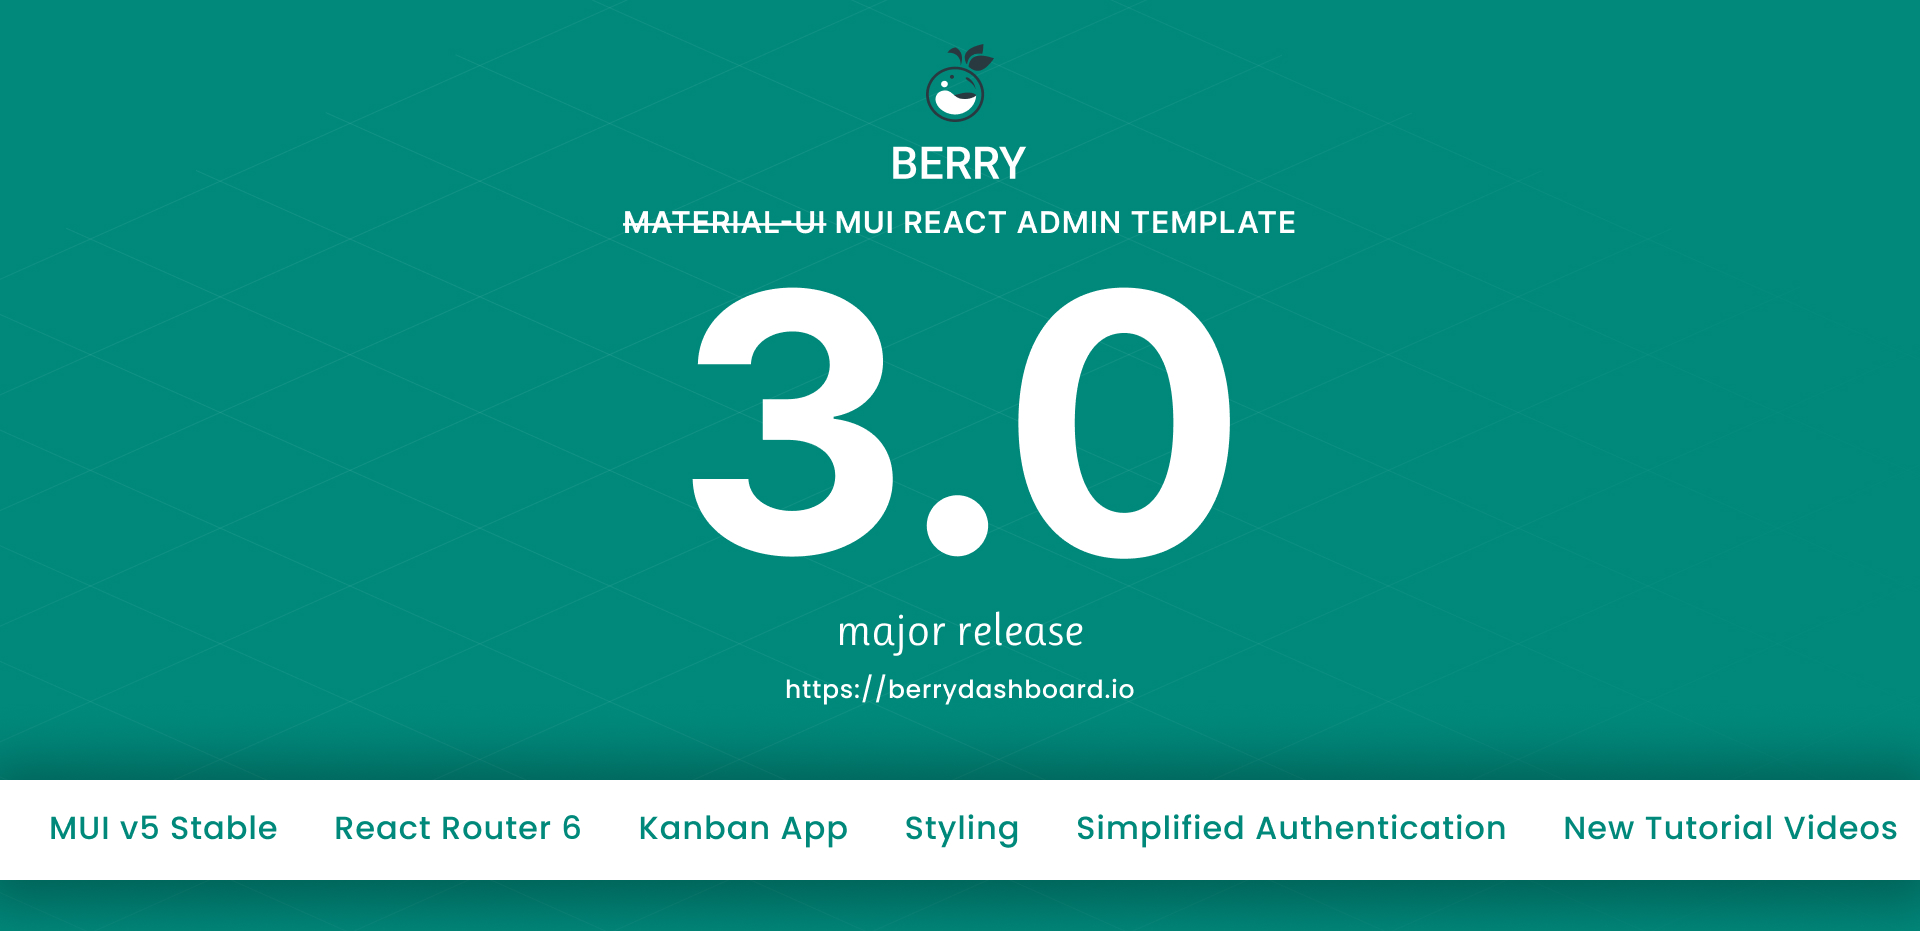 BERRY
MATERIAL-UI MUI REACT ADMIN TEMPLATE
3.0
major release
https://berrydashboard.io
MUI v5 Stable React Router 6 Kanban App Styling Simplified Authentication New Tutorial Videos